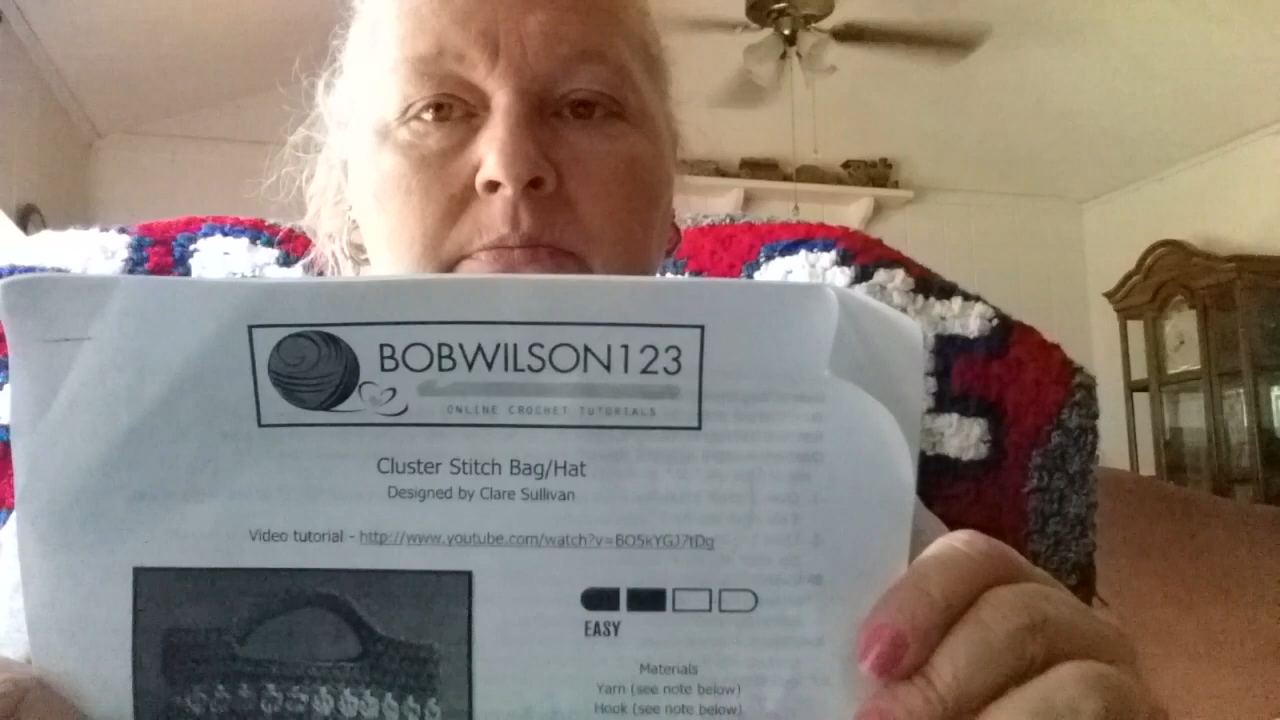 BOBWILSON123
ONLINE CROCHET TUTORIALS
Cluster Stitch Bag/Hat
Designed by Clare Sullivan
Video tutorial - http://www.youtube.com/watch?v=BO5kYGJ7tDg
EASY
Materials
Yarn (see note below)
Hook (see note below)